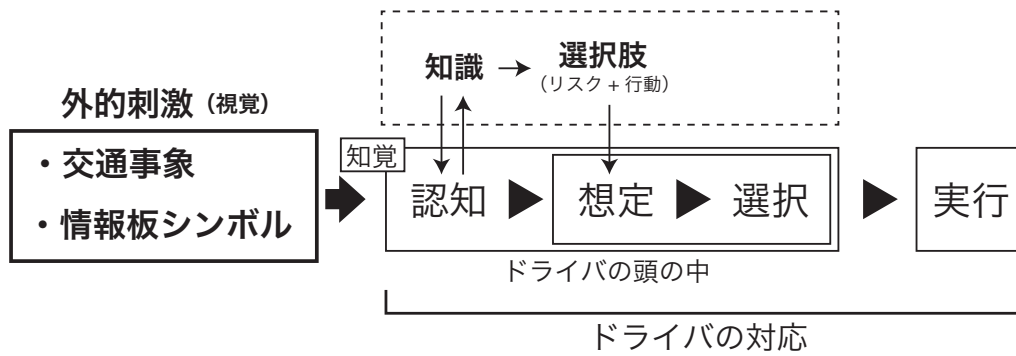 知識
選択肢
（リスク + 行動）
外的刺激（視覚）
・交通事象
・情報板シンボル
知覚
認知
想定
選択
実行
ドライバの頭の中
ドライバの対応